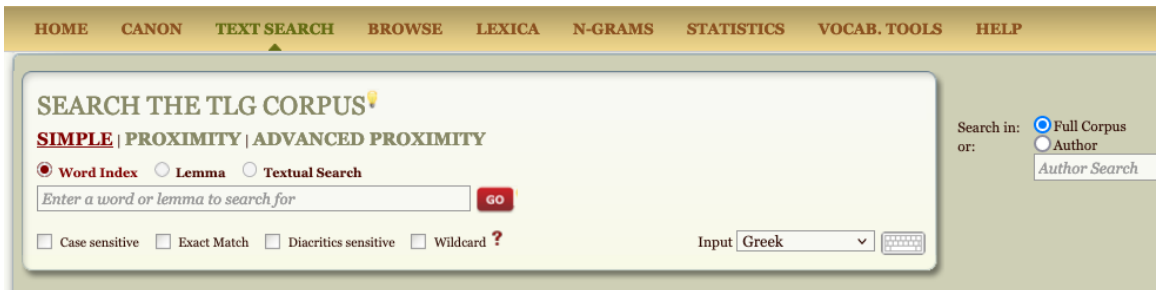 HOME CANON TEXT SEARCH BROWSE LEXICA N-GRAMS STATISTICS VOCAB. TOOLS HELP
SEARCH THE TLG CORPUS
SIMPLE | PROXIMITY | ADVANCED PROXIMITY
Word Index Lemma Textual Search
Enter a word or lemma to search for GO
Case sensitive Exact Match Diacritics sensitive Wildcard ? Input Greek
Search in: Full Corpus
or: Author
Author Search